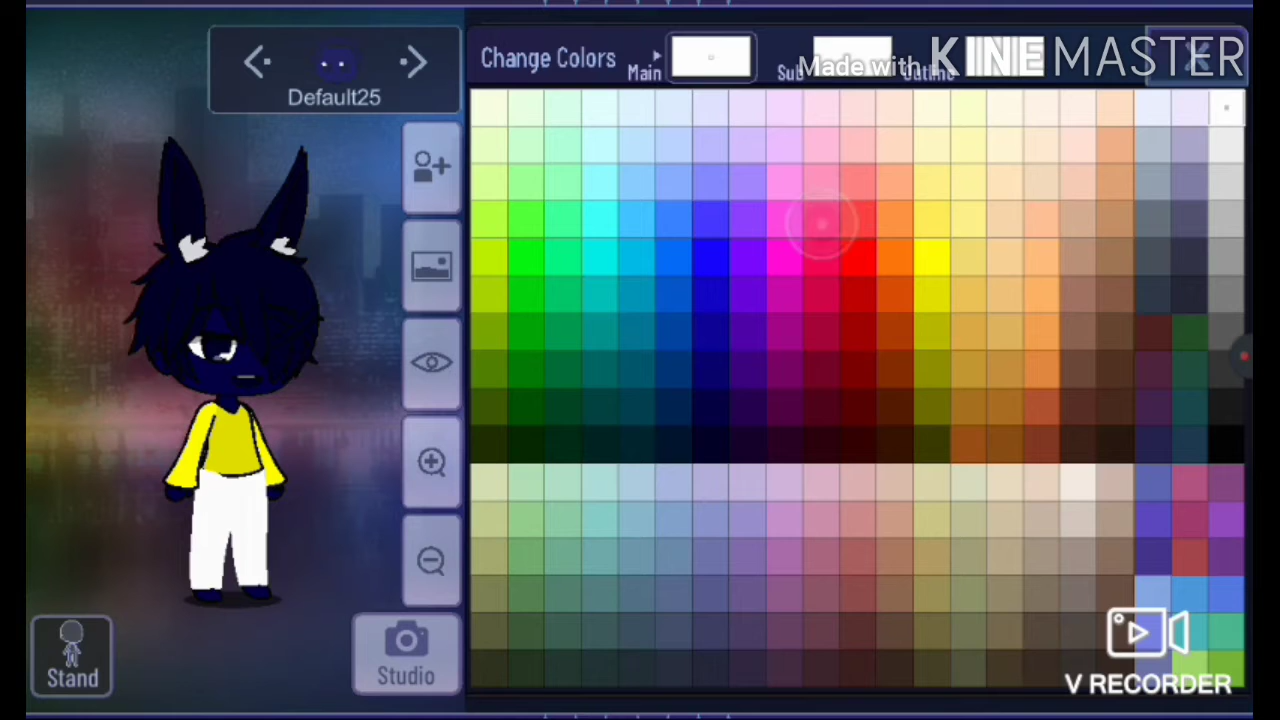 Default25
Change Colors
Main
Sub
Made with KINEMASTER
Stand
Studio
V RECORDER